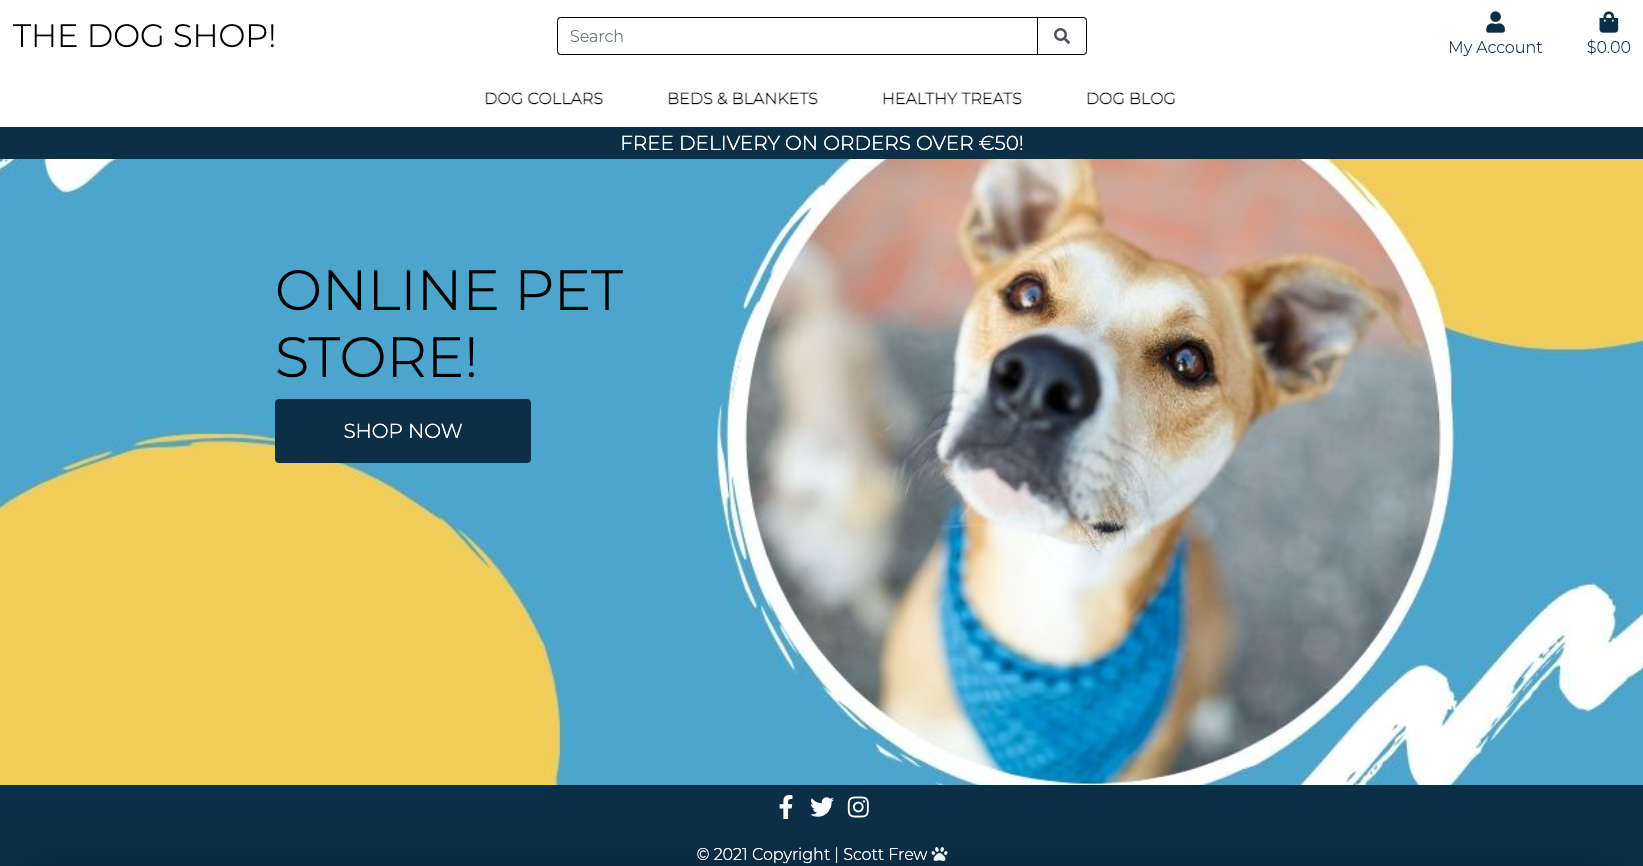 THE DOG SHOP!
Search
My Account
$0.00
DOG COLLARS
BEDS & BLANKETS
HEALTHY TREATS
DOG BLOG
FREE DELIVERY ON ORDERS OVER €50!
ONLINE PET
STORE!
SHOP NOW
© 2021 Copyright | Scott Frew